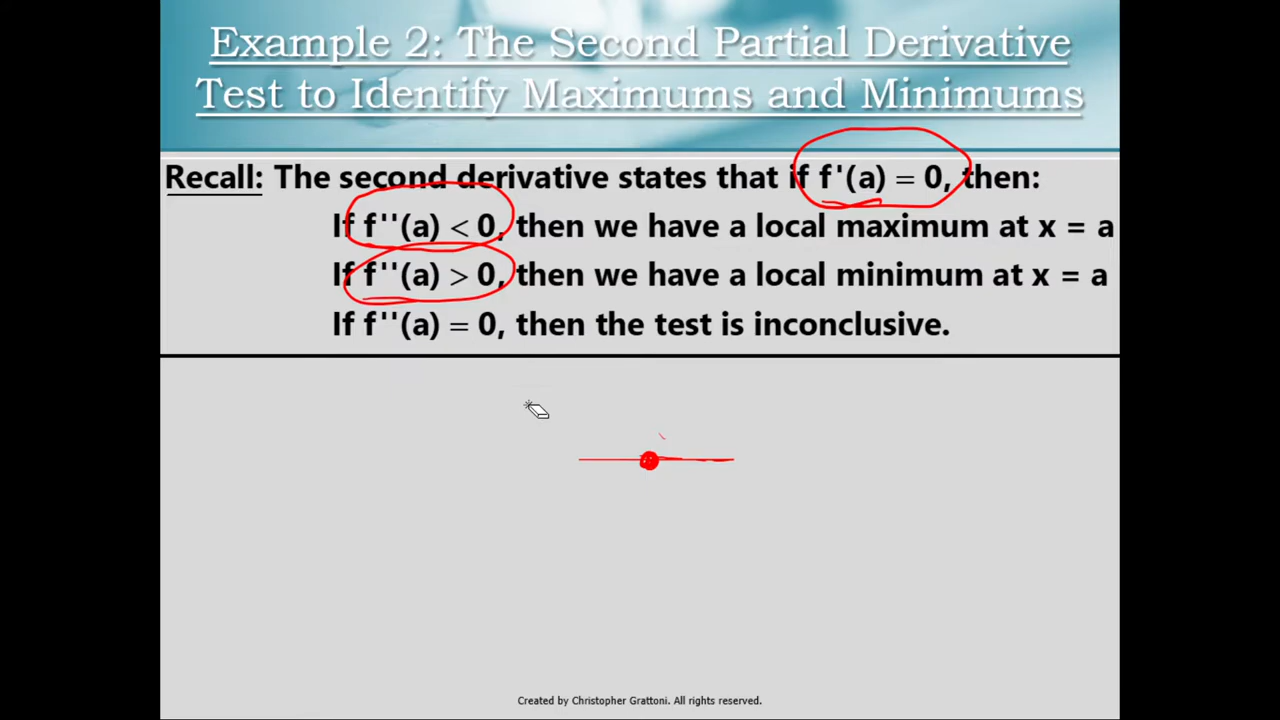 Example 2: The Second Partial Derivative
Test to Identify Maximums and Minimums
Recall: The second derivative states that if f'(a) = 0, then:
If f''(a) < 0, then we have a local maximum at x = a
If f''(a) > 0, then we have a local minimum at x = a
If f''(a) = 0, then the test is inconclusive.
Created by Christopher Grattoni. All rights reserved.